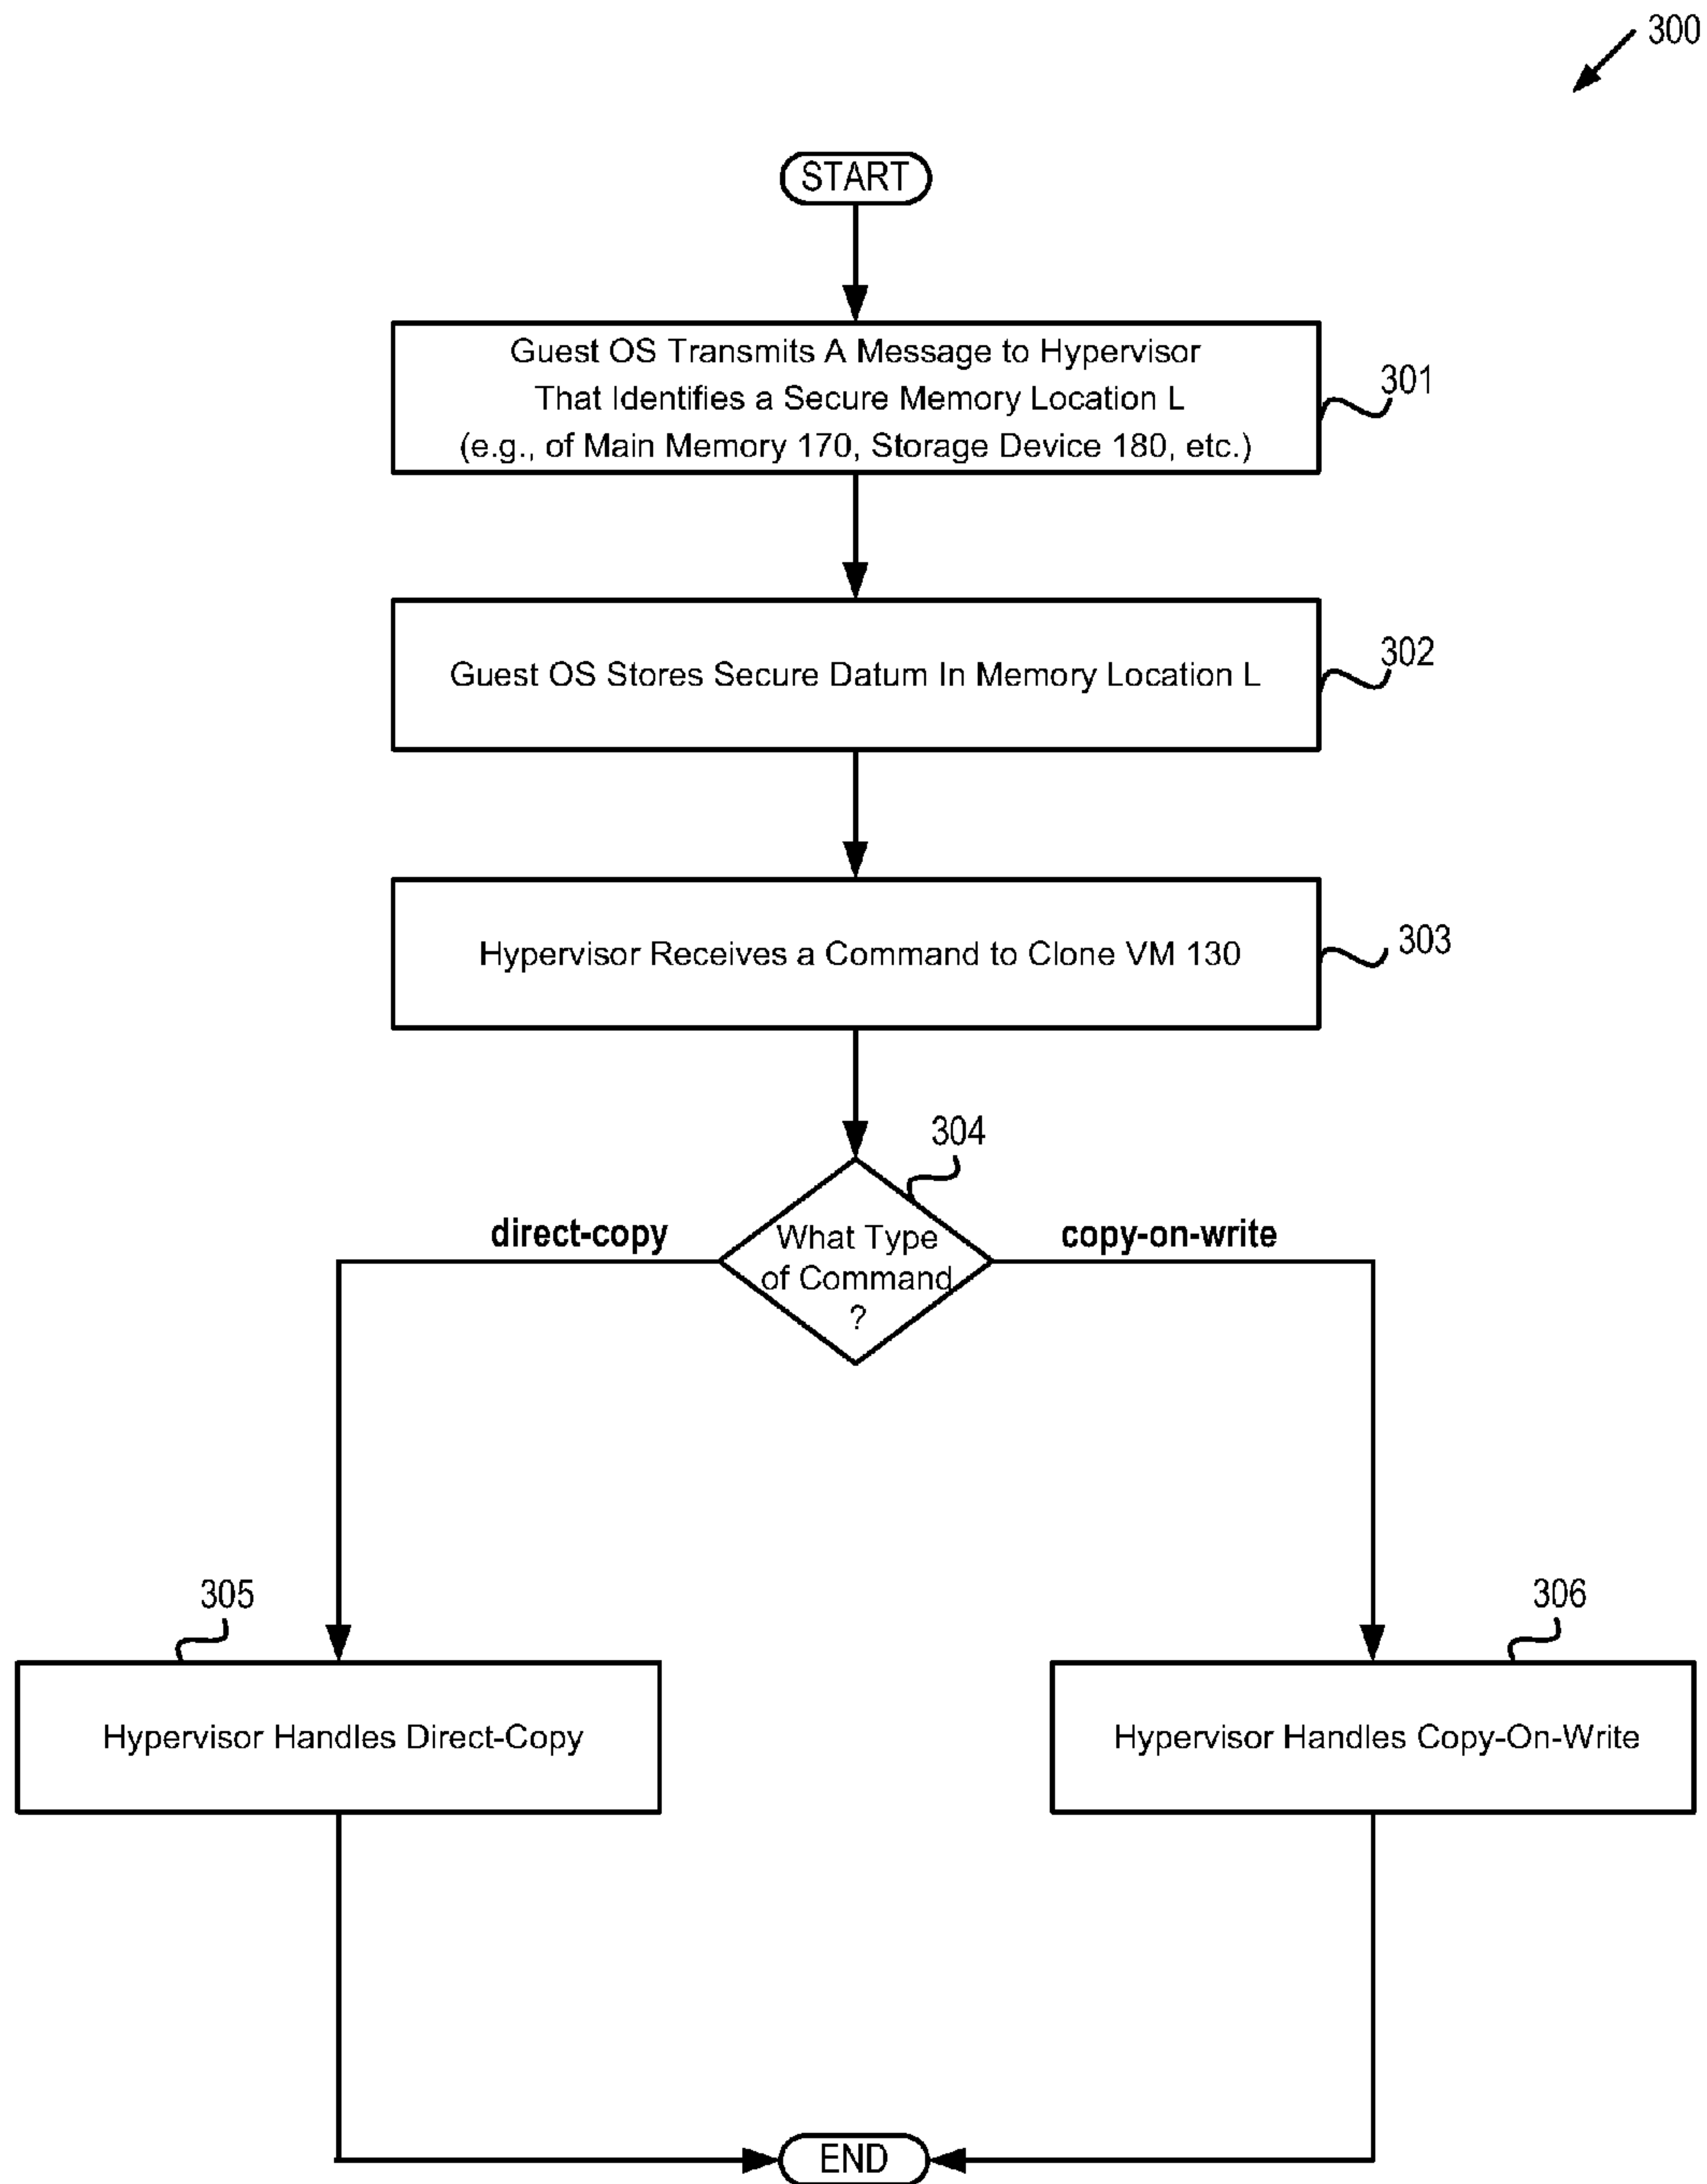 300
START
Guest OS Transmits A Message to Hypervisor
That Identifies a Secure Memory Location L
(e.g., of Main Memory 170, Storage Device 180, etc.)
301
Guest OS Stores Secure Datum In Memory Location L
302
Hypervisor Receives a Command to Clone VM 130
303
304
direct-copy
What Type
of Command
?
copy-on-write
305
Hypervisor Handles Direct-Copy
306
Hypervisor Handles Copy-On-Write
END